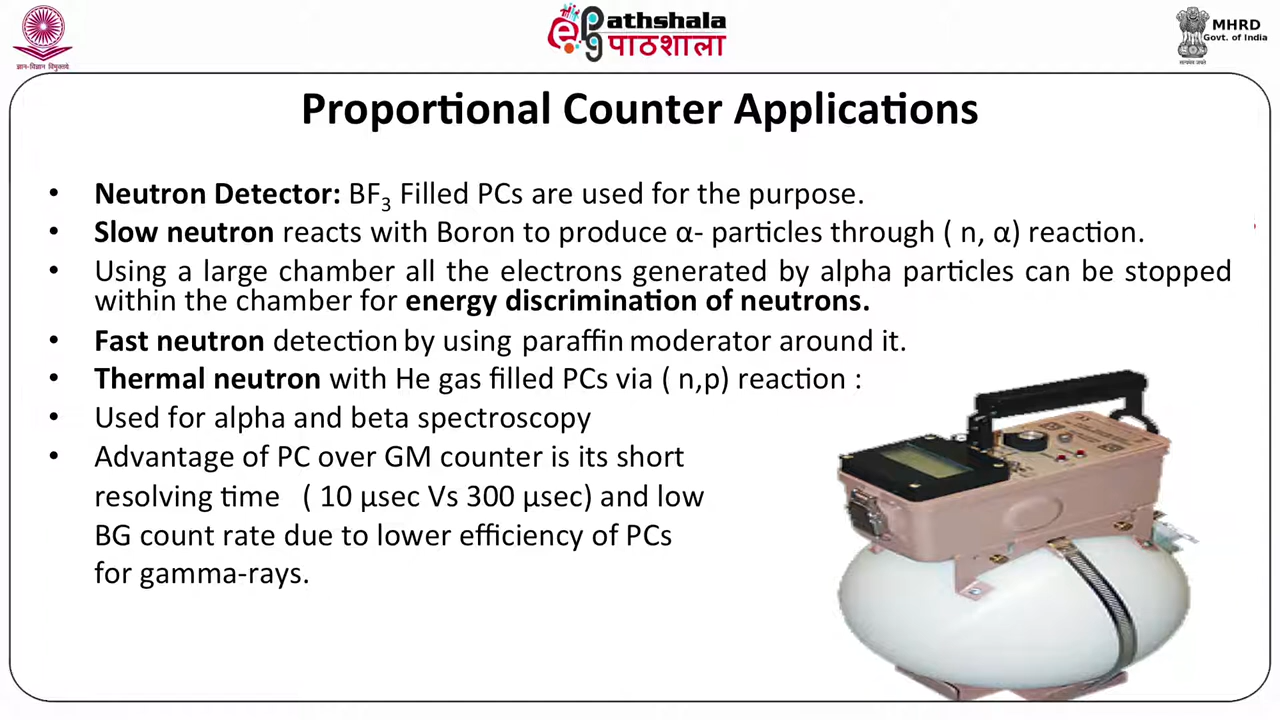 ePathshala
पाठशाला
MHRD
Govt. of India
ज्ञान-विज्ञान विमुक्तये
सत्यमेव जयते
Proportional Counter Applications
• Neutron Detector: BF3 Filled PCs are used for the purpose.
• Slow neutron reacts with Boron to produce α- particles through ( n, α) reaction.
• Using a large chamber all the electrons generated by alpha particles can be stopped
within the chamber for energy discrimination of neutrons.
• Fast neutron detection by using paraffin moderator around it.
• Thermal neutron with He gas filled PCs via ( n,p) reaction :
• Used for alpha and beta spectroscopy
• Advantage of PC over GM counter is its short
resolving time ( 10 μsec Vs 300 μsec) and low
BG count rate due to lower efficiency of PCs
for gamma-rays.